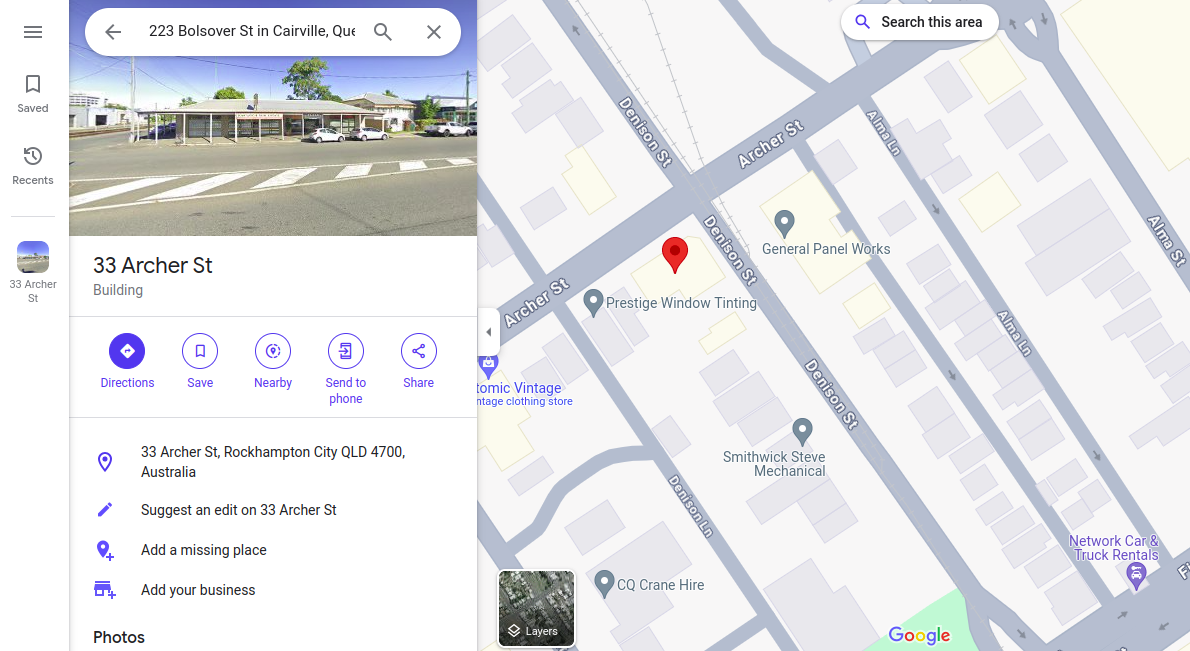 223 Bolsover St in Cairville, Que
Saved
Recents
33 Archer
St
33 Archer St
Building
Directions
Save
Nearby
Send to
phone
Share
33 Archer St, Rockhampton City QLD 4700,
Australia
Suggest an edit on 33 Archer St
Add a missing place
Add your business
Photos
Search this area
Denison St
Archer St
Alma Ln
Denison St
General Panel Works
Alma St
Archer St
Prestige Window Tinting
Alma Ln
tomic Vintage
ntage clothing store
Denison St
Smithwick Steve
Mechanical
Denison Ln
Network Car &
Truck Rentals
CQ Crane Hire
Layers
Google